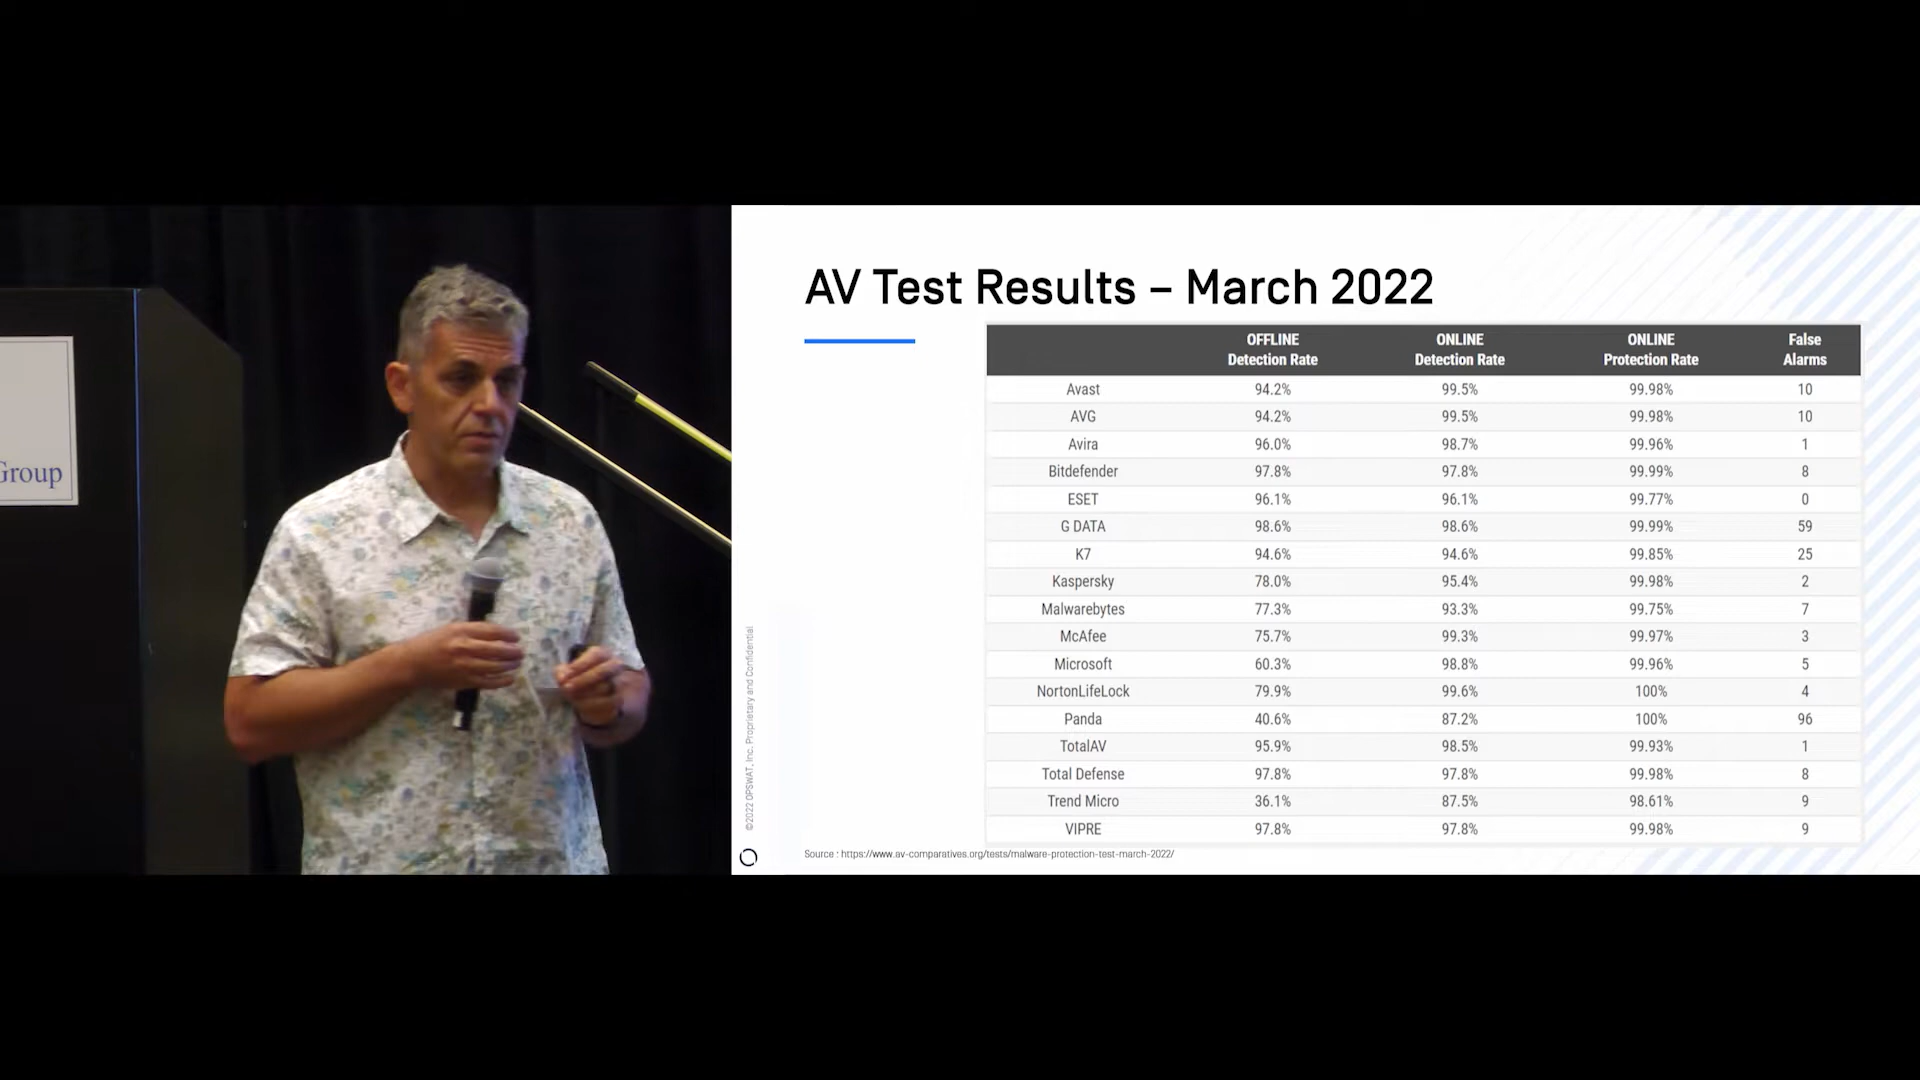 Group
AV Test Results – March 2022
OFFLINE Detection Rate ONLINE Detection Rate ONLINE Protection Rate False Alarms
Avast 94.2% 99.5% 99.98% 10
AVG 94.2% 99.5% 99.98% 10
Avira 96.0% 98.7% 99.96% 1
Bitdefender 97.8% 97.8% 99.99% 8
ESET 96.1% 96.1% 99.77% 0
G DATA 98.6% 98.6% 99.99% 59
K7 94.6% 94.6% 99.85% 25
Kaspersky 78.0% 95.4% 99.98% 2
Malwarebytes 77.3% 93.3% 99.75% 7
McAfee 75.7% 99.3% 99.97% 3
Microsoft 60.3% 98.8% 99.96% 5
NortonLifeLock 79.9% 99.6% 100% 4
Panda 40.6% 87.2% 100% 96
TotalAV 95.9% 98.5% 99.93% 1
Total Defense 97.8% 97.8% 99.98% 8
Trend Micro 36.1% 87.5% 98.61% 9
VIPRE 97.8% 97.8% 99.98% 9
Source : https://www.av-comparatives.org/tests/malware-protection-test-march-2022/
©2022 OPSWAT, Inc. Proprietary and Confidential